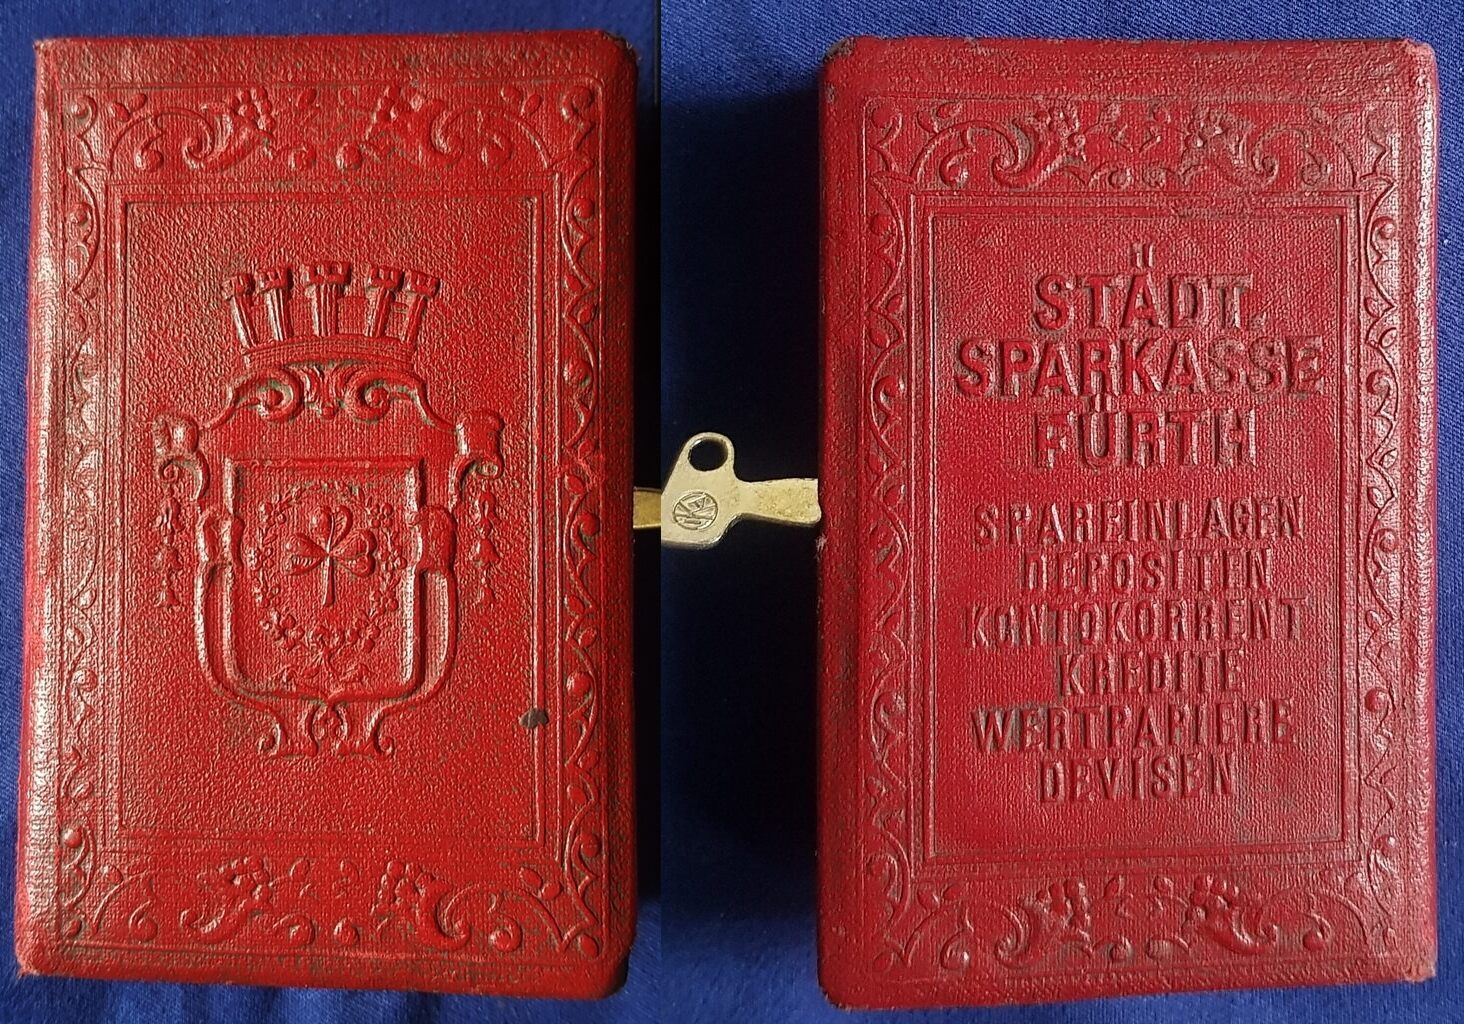 STÄDT.
SPARKASSE
FÜRTH
SPAREINLAGEN
DEPOSITEN
KONTOKORRENT
KREDITE
WERTPAPIERE
DEVISEN